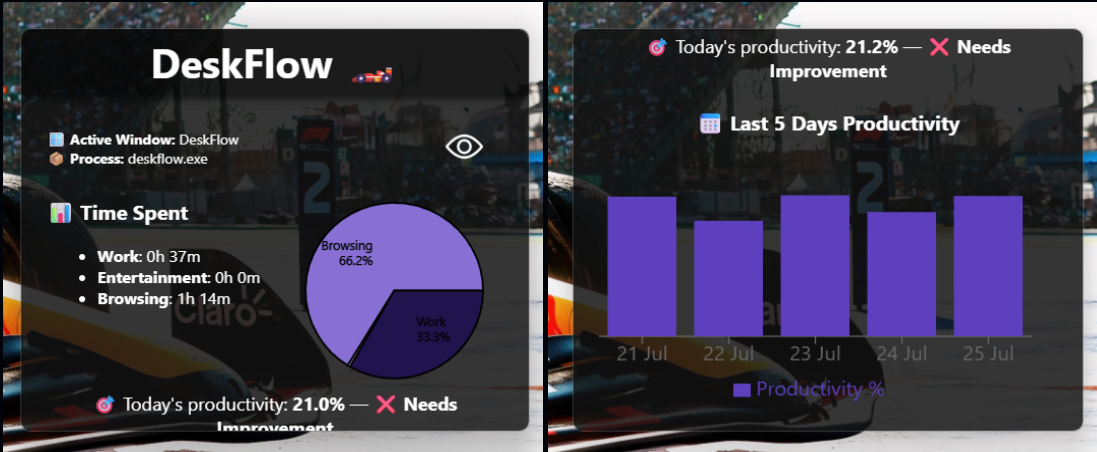 DeskFlow
Active Window: DeskFlow
Process: deskflow.exe
Time Spent
Work: 0h 37m
Entertainment: 0h 0m
Browsing: 1h 14m
Browsing
66.2%
Work
33.3%
2
Claro
Today's productivity: 21.0% — ❌ Needs
Improvement
Today's productivity: 21.2% — ❌ Needs
Improvement
Last 5 Days Productivity
2
21 Jul
22 Jul
23 Jul
24 Jul
25 Jul
Productivity %